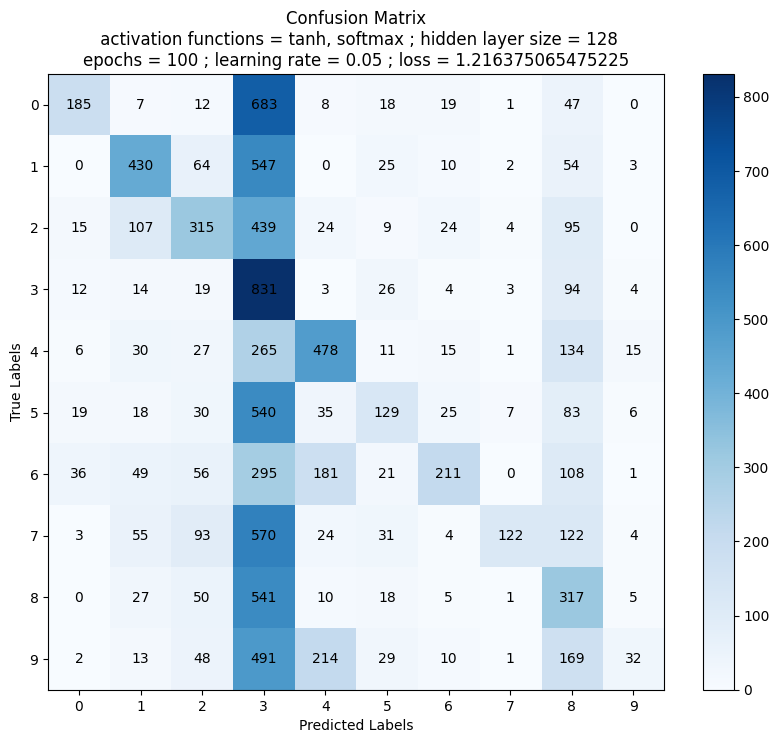 Confusion Matrix
activation functions = tanh, softmax ; hidden layer size = 128
epochs = 100 ; learning rate = 0.05 ; loss = 1.216375065475225
0 185 7 12 683 8 18 19 1 47 0
1 0 430 64 547 0 25 10 2 54 3
2 15 107 315 439 24 9 24 4 95 0
3 12 14 19 831 3 26 4 3 94 4
4 6 30 27 265 478 11 15 1 134 15
5 19 18 30 540 35 129 25 7 83 6
6 36 49 56 295 181 21 211 0 108 1
7 3 55 93 570 24 31 4 122 122 4
8 0 27 50 541 10 18 5 1 317 5
9 2 13 48 491 214 29 10 1 169 32
0 1 2 3 4 5 6 7 8 9
Predicted Labels
True Labels
800
700
600
500
400
300
200
100
0